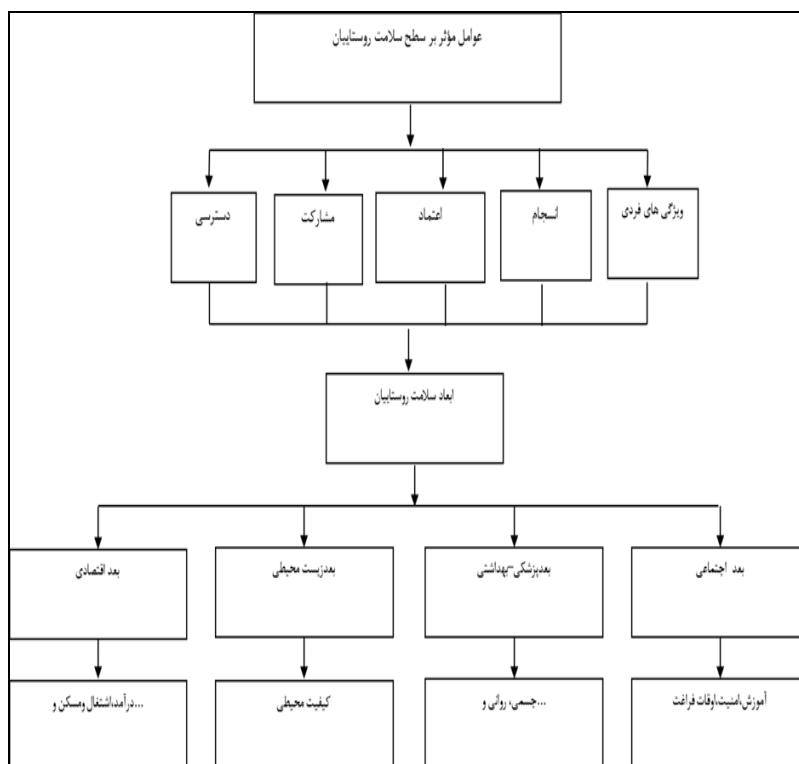 عوامل مؤثر بر سطح سلامت روستاییان
ویژگی های فردی
انسجام
اعتماد
مشارکت
دسترسی
ابعاد سلامت روستاییان
بعد اجتماعی
بعدپزشکی-بهداشتی
بعدزیست محیطی
بعد اقتصادی
آموزش،امنیت،اوقات فراغت
جسمی، روانی و...
کیفیت محیطی
درآمد،اشتغال ومسکن و...